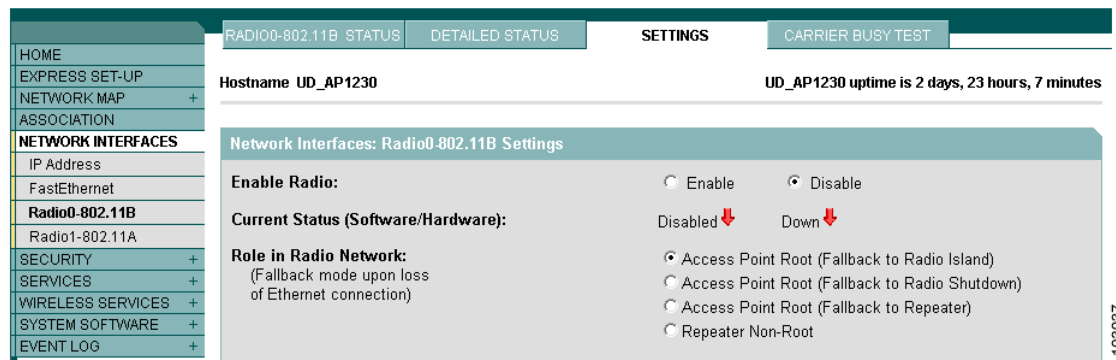 RADIO0-802.11B STATUS DETAILED STATUS SETTINGS CARRIER BUSY TEST
HOME
EXPRESS SET-UP
NETWORK MAP +
ASSOCIATION
NETWORK INTERFACES
IP Address
FastEthernet
Radio0-802.11B
Radio1-802.11A
SECURITY +
SERVICES +
WIRELESS SERVICES +
SYSTEM SOFTWARE +
EVENT LOG +
Hostname UD_AP1230 UD_AP1230 uptime is 2 days, 23 hours, 7 minutes
Network Interfaces: Radio0-802.11B Settings
Enable Radio: Enable Disable
Current Status (Software/Hardware): Disabled Down
Role in Radio Network:
(Fallback mode upon loss
of Ethernet connection)
Access Point Root (Fallback to Radio Island)
Access Point Root (Fallback to Radio Shutdown)
Access Point Root (Fallback to Repeater)
Repeater Non-Root